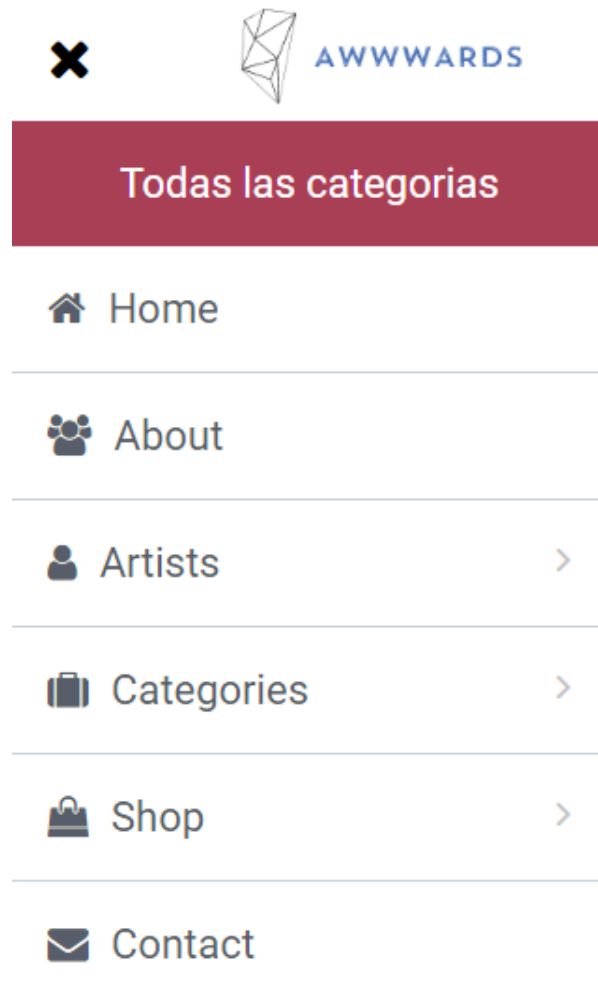 AWWWARDS
Todas las categorias
Home
About
Artists
Categories
Shop
Contact